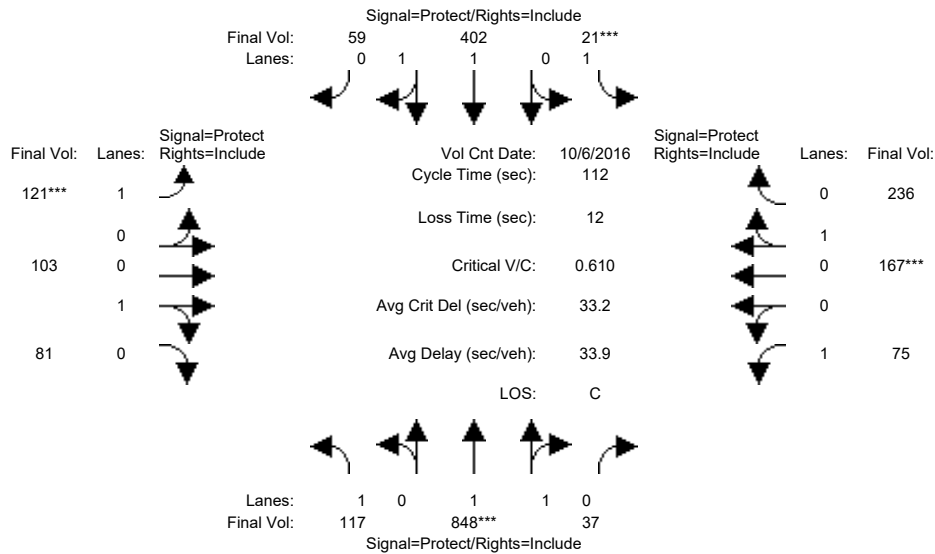 Signal=Protect/Rights=Include
Final Vol: 59 402 21***
Lanes: 0 1 1 0 1
Signal=Protect Signal=Protect
Final Vol: Lanes: Rights=Include Vol Cnt Date: 10/6/2016 Rights=Include Lanes: Final Vol:
Cycle Time (sec): 112
121*** 1 0 236
Loss Time (sec): 12
0 1
103 0 Critical V/C: 0.610 0 167***
1 Avg Crit Del (sec/veh): 33.2 0
81 0 Avg Delay (sec/veh): 33.9 1 75
LOS: C
Lanes: 1 0 1 1 0
Final Vol: 117 848*** 37
Signal=Protect/Rights=Include